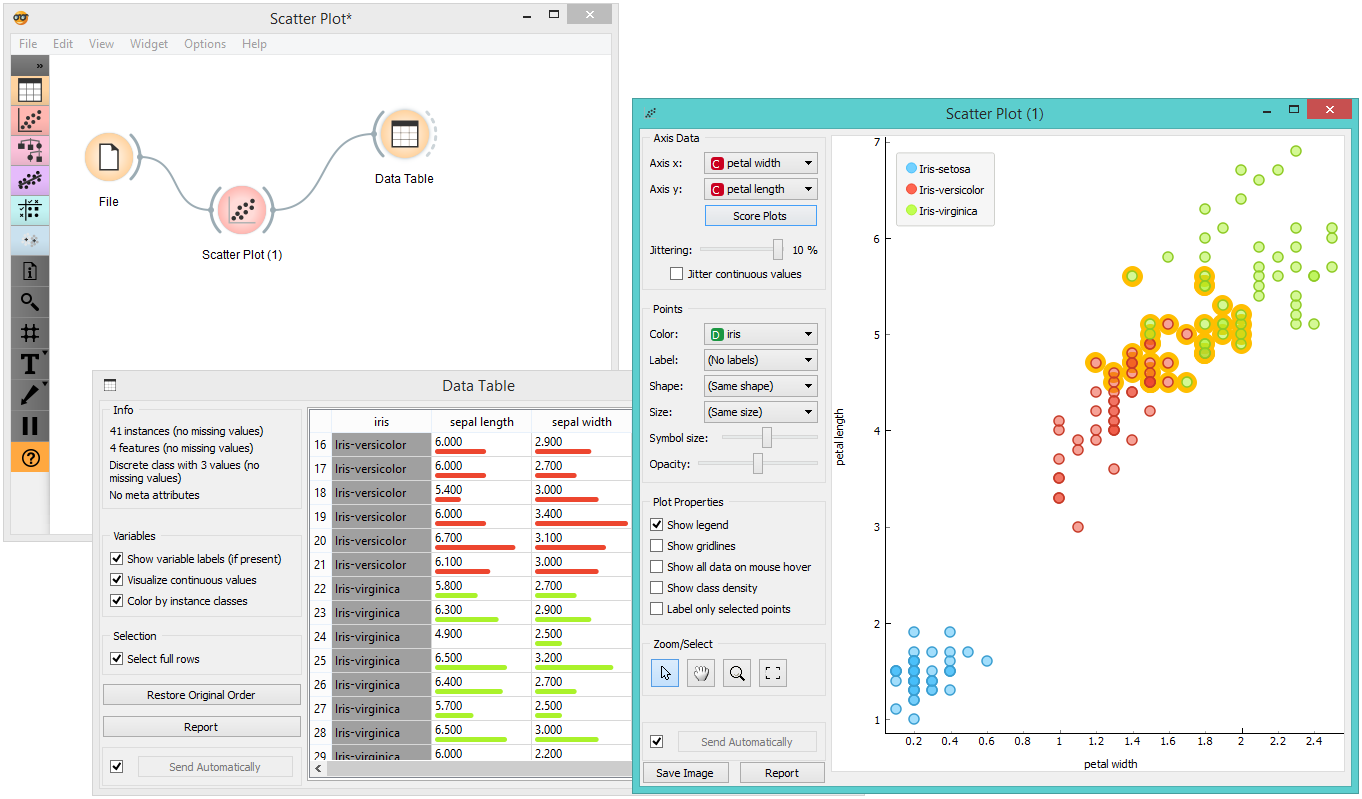 Scatter Plot*
File Edit View Widget Options Help
»
File
Scatter Plot (1)
Data Table
Data Table
Info
41 instances (no missing values)
4 features (no missing values)
Discrete class with 3 values (no
missing values)
No meta attributes
Variables
Show variable labels (if present)
Visualize continuous values
Color by instance classes
Selection
Select full rows
Restore Original Order
Report
Send Automatically
iris sepal length sepal width
16 Iris-versicolor 6.000 2.900
17 Iris-versicolor 6.000 2.700
18 Iris-versicolor 5.400 3.000
19 Iris-versicolor 6.000 3.400
20 Iris-versicolor 6.700 3.100
21 Iris-versicolor 6.100 3.000
22 Iris-virginica 5.800 2.700
23 Iris-virginica 6.300 2.900
24 Iris-virginica 4.900 2.500
25 Iris-virginica 6.500 3.200
26 Iris-virginica 6.400 2.700
27 Iris-virginica 5.700 2.500
28 Iris-virginica 6.500 3.000
29 Iris-virginica 6.000 2.200
Scatter Plot (1)
Axis Data
Axis x: C petal width
Axis y: C petal length
Score Plots
Jittering: 10 %
Jitter continuous values
Points
Color: D iris
Label: (No labels)
Shape: (Same shape)
Size: (Same size)
Symbol size:
Opacity:
Plot Properties
Show legend
Show gridlines
Show all data on mouse hover
Show class density
Label only selected points
Zoom/Select
Send Automatically
Save Image Report
Iris-setosa
Iris-versicolor
Iris-virginica
petal length
7
6
5
4
3
2
1
0.2 0.4 0.6 0.8 1 1.2 1.4 1.6 1.8 2 2.2 2.4
petal width